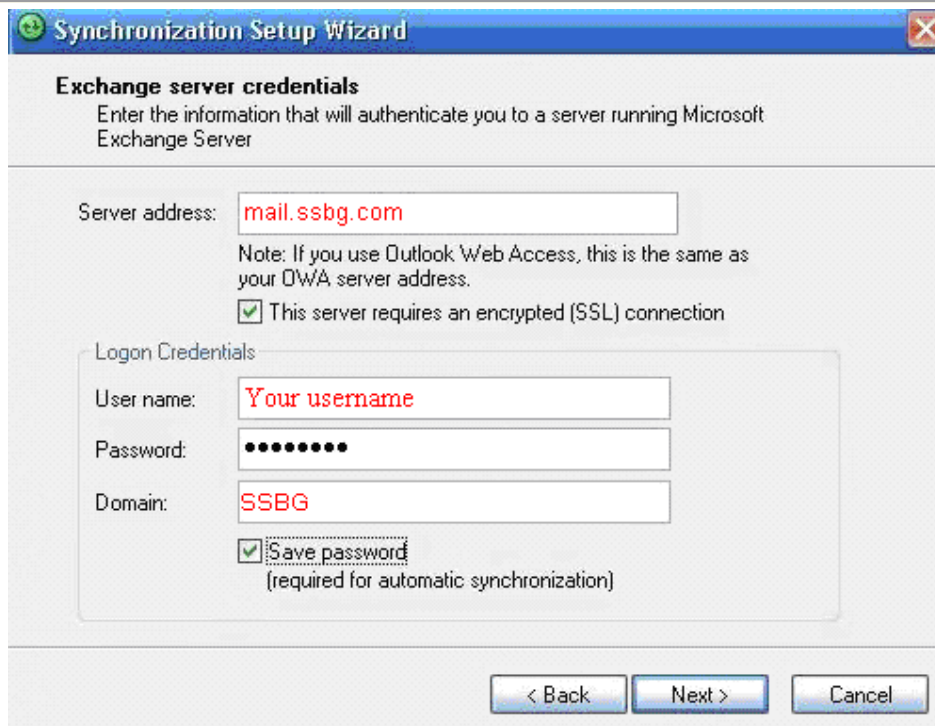 Synchronization Setup Wizard
Exchange server credentials
Enter the information that will authenticate you to a server running Microsoft
Exchange Server
Server address: mail.ssbg.com
Note: If you use Outlook Web Access, this is the same as
your OWA server address.
This server requires an encrypted (SSL) connection
Logon Credentials
User name: Your username
Password: ••••••••
Domain: SSBG
Save password
(required for automatic synchronization)
< Back Next > Cancel